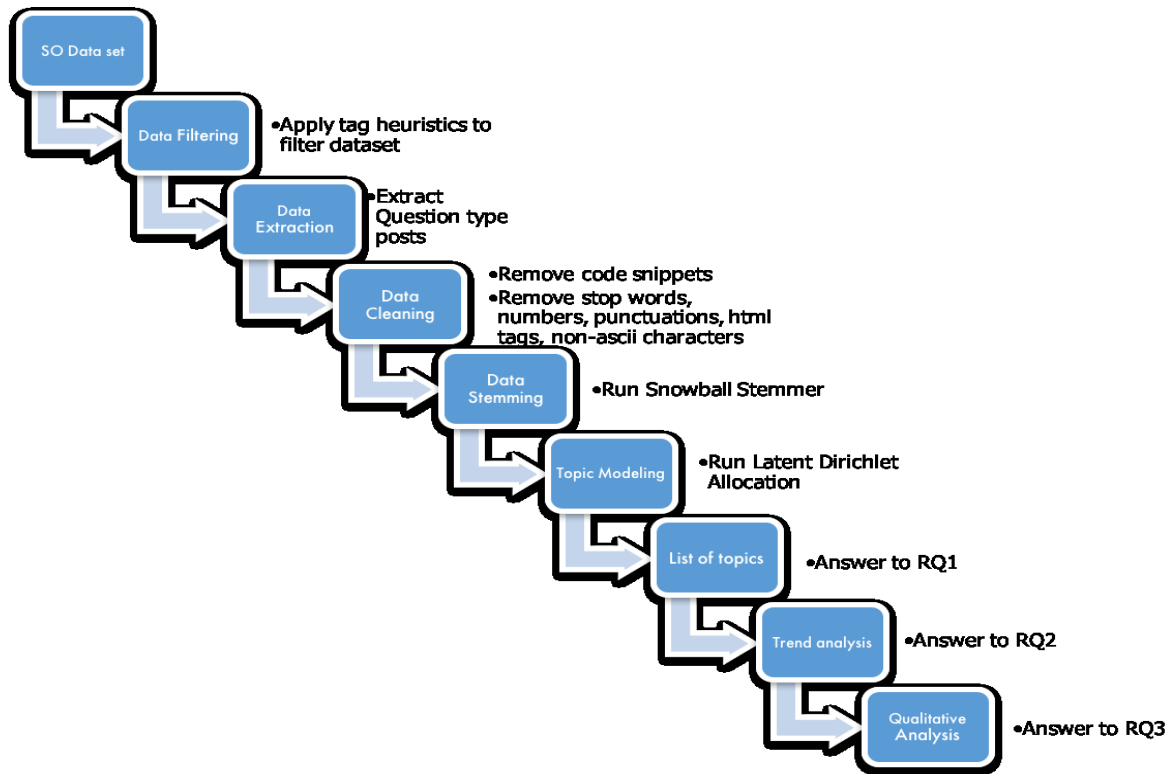 SO Data set
Data Filtering
•Apply tag heuristics to
filter dataset
Data
Extraction
•Extract
Question type
posts
Data
Cleaning
•Remove code snippets
•Remove stop words,
numbers, punctuations, html
tags, non-ascii characters
Data
Stemming
•Run Snowball Stemmer
Topic Modeling
•Run Latent Dirichlet
Allocation
List of topics
•Answer to RQ1
Trend analysis
•Answer to RQ2
Qualitative
Analysis
•Answer to RQ3